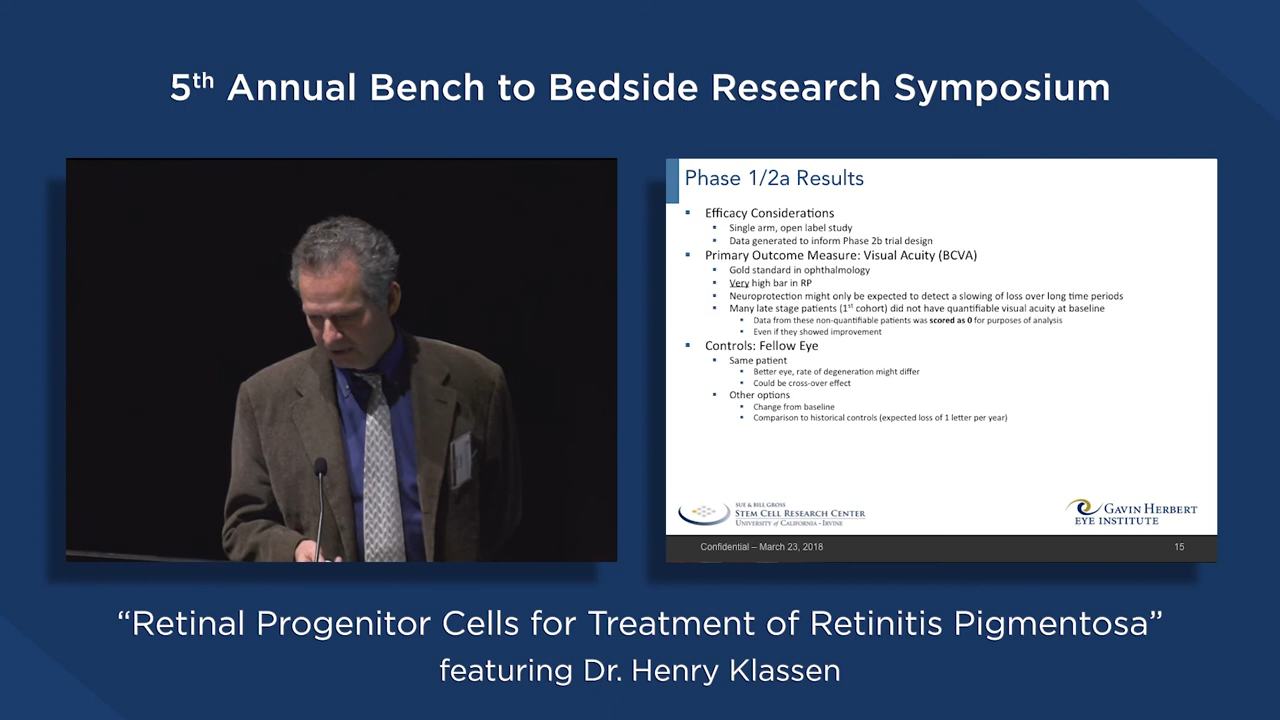 5th Annual Bench to Bedside Research Symposium
Phase 1/2a Results
▪ Efficacy Considerations
▪ Single arm, open label study
▪ Data generated to inform Phase 2b trial design
▪ Primary Outcome Measure: Visual Acuity (BCVA)
▪ Gold standard in ophthalmology
▪ Very high bar in RP
▪ Neuroprotection might only be expected to detect a slowing of loss over long time periods
▪ Many late stage patients (1st cohort) did not have quantifiable visual acuity at baseline
▪ Data from these non-quantifiable patients was scored as 0 for purposes of analysis
▪ Even if they showed improvement
▪ Controls: Fellow Eye
▪ Same patient
▪ Better eye, rate of degeneration might differ
▪ Could be cross-over effect
▪ Other options
▪ Change from baseline
▪ Comparison to historical controls (expected loss of 1 letter per year)
SUE & BILL GROSS
STEM CELL RESEARCH CENTER
UNIVERSITY OF CALIFORNIA · IRVINE
GAVIN HERBERT
EYE INSTITUTE
Confidential – March 23, 2018
15
“Retinal Progenitor Cells for Treatment of Retinitis Pigmentosa”
featuring Dr. Henry Klassen